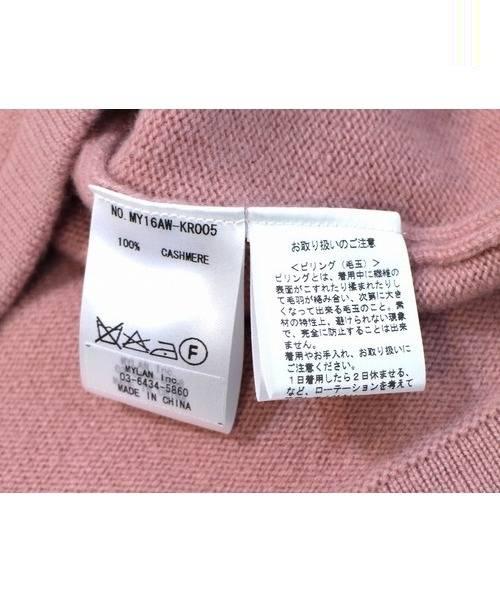 NO.MY16AW-KR005
100% CASHMERE
F
MYLAN Inc.
03-6434-5860
MADE IN CHINA
お取り扱いのご注意
＜ピリング（毛玉）＞
ピリングとは、着用中に繊維の
表面がこすれたり揉まれたりし
て毛羽が絡み合い、次第に大き
くなって出来る毛玉のこと。素
材の特性上、避けられない現象
で、完全に防止することは出来
ません。
着用やお手入れ、お取り扱いに
ご注意ください。
１日着用したら２日休ませる、
など、ローテーションを考えて